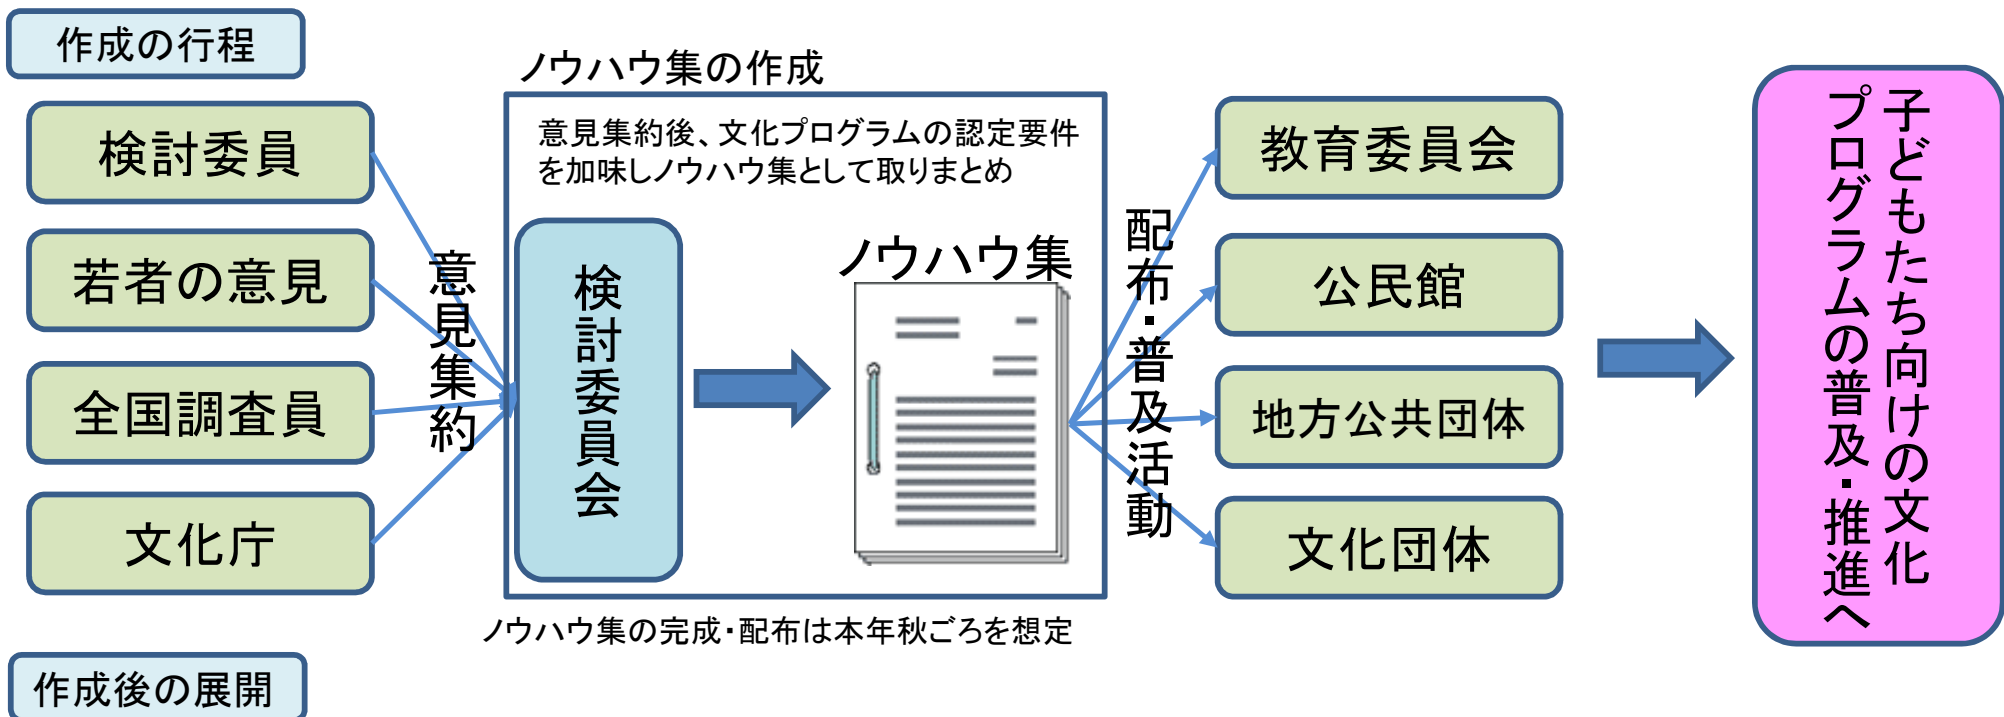 作成の行程
検討委員
若者の意見
全国調査員
文化庁
意見集約
ノウハウ集の作成
意見集約後、文化プログラムの認定要件
を加味しノウハウ集として取りまとめ
検討委員会
ノウハウ集
ノウハウ集の完成・配布は本年秋ごろを想定
配布・普及活動
教育委員会
公民館
地方公共団体
文化団体
子どもたち向けの文化
プログラムの普及・推進へ
作成後の展開